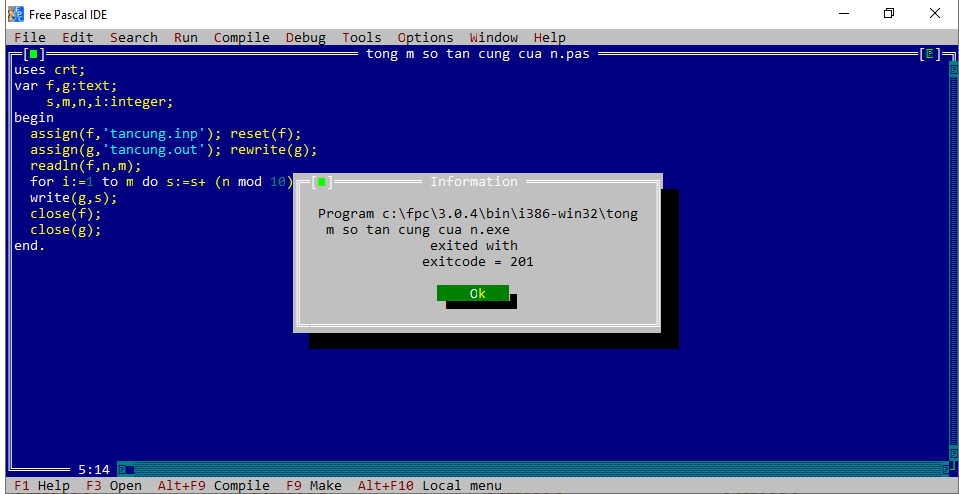 Free Pascal IDE
File Edit Search Run Compile Debug Tools Options Window Help
tong m so tan cung cua n.pas
uses crt;
var f,g:text;
    s,m,n,i:integer;
begin
  assign(f,'tancung.inp'); reset(f);
  assign(g,'tancung.out'); rewrite(g);
  readln(f,n,m);
  for i:=1 to m do s:=s+ (n mod 10)
  write(g,s);
  close(f);
  close(g);
end.
Information
Program c:\fpc\3.0.4\bin\i386-win32\tong
m so tan cung cua n.exe
exited with
exitcode = 201
Ok
5:14
F1 Help F3 Open Alt+F9 Compile F9 Make Alt+F10 Local menu